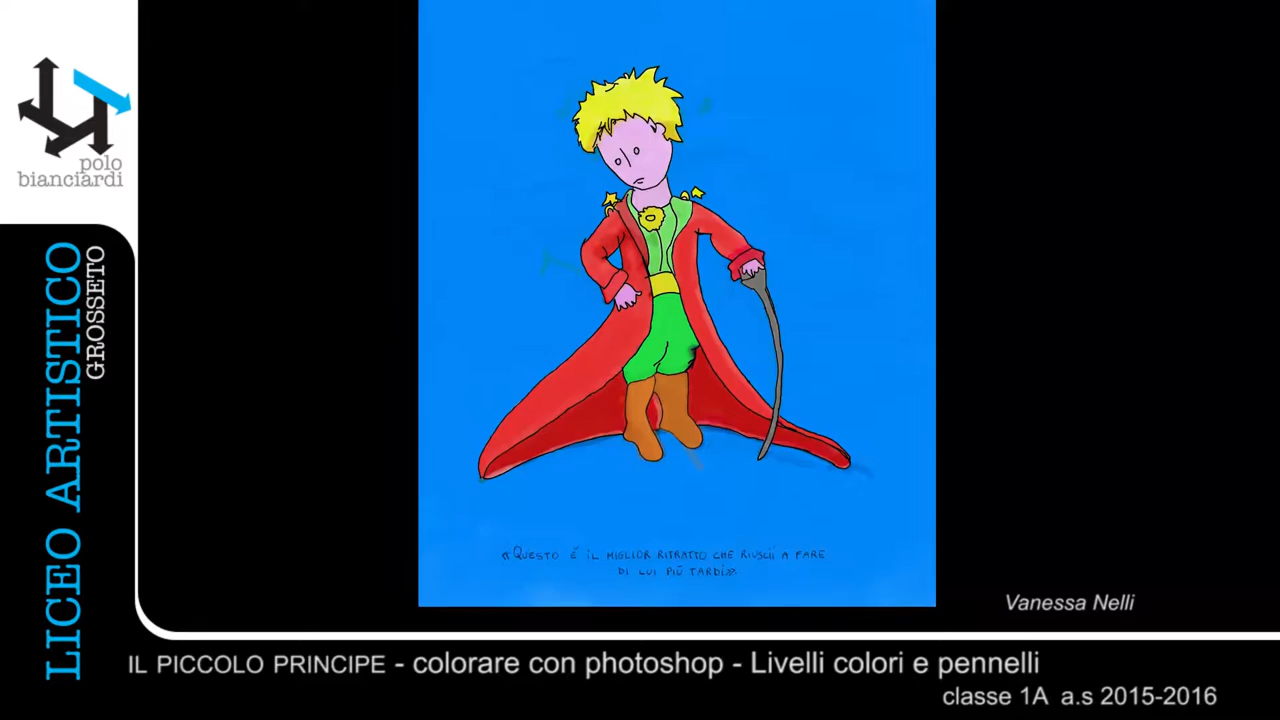 polo
bianciardi
LICEO ARTISTICO
GROSSETO
«QUESTO É IL MIGLIOR RITRATTO CHE RIUSCII A FARE
DI LUI PIÙ TARDI»
Vanessa Nelli
IL PICCOLO PRINCIPE - colorare con photoshop - Livelli colori e pennelli
classe 1A a.s 2015-2016